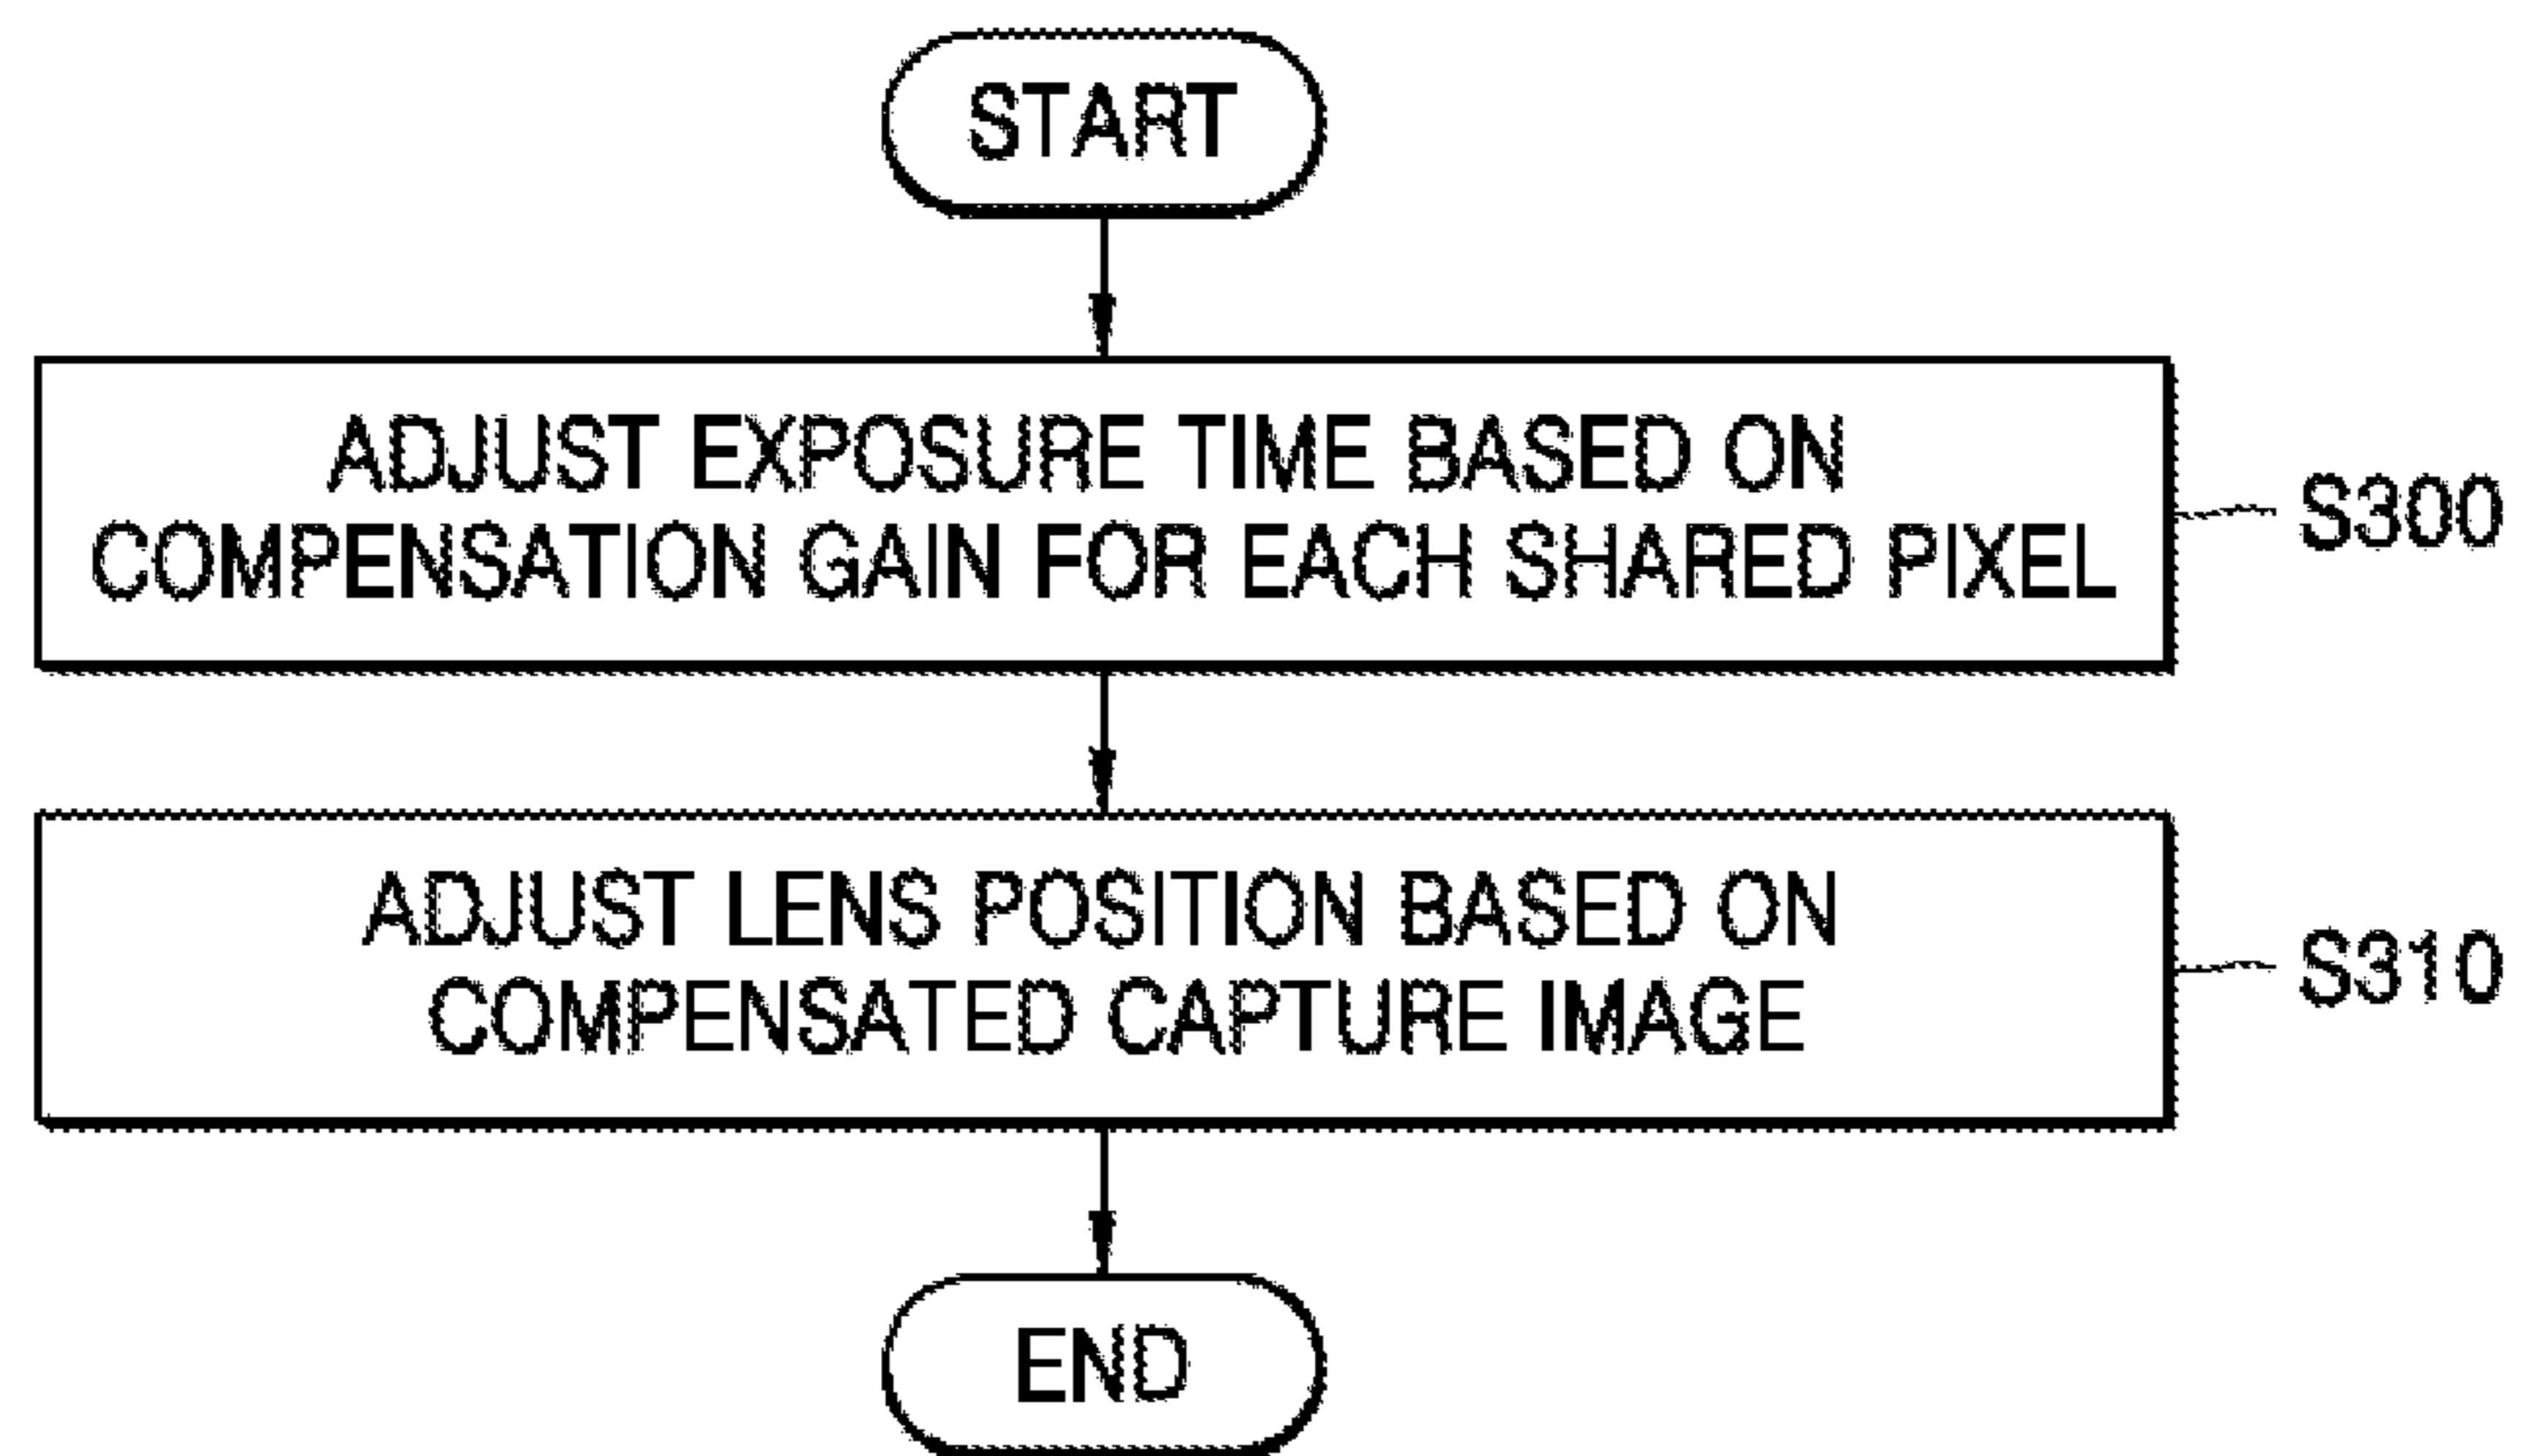 START
ADJUST EXPOSURE TIME BASED ON
COMPENSATION GAIN FOR EACH SHARED PIXEL
S300
ADJUST LENS POSITION BASED ON
COMPENSATED CAPTURE IMAGE
S310
END